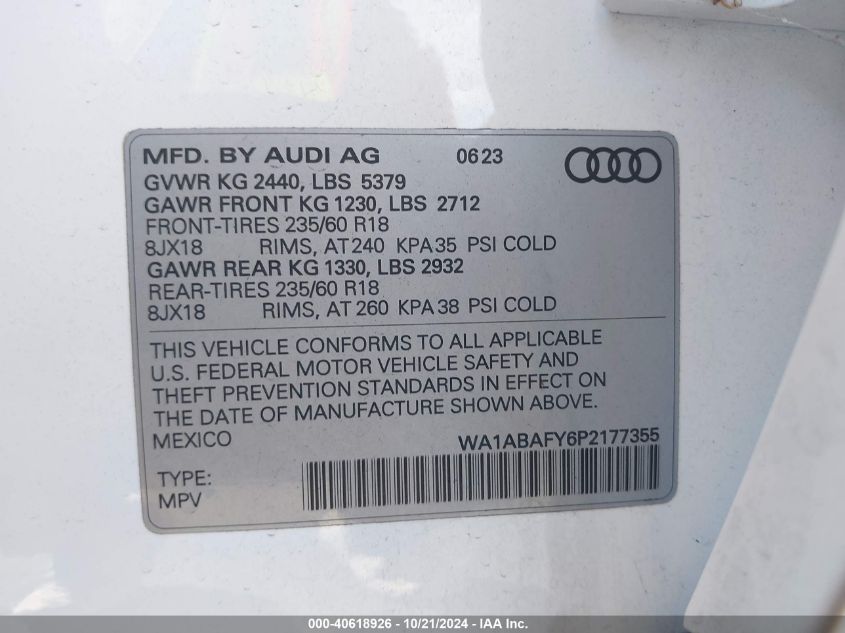 MFD. BY AUDI AG 0623
GVWR KG 2440, LBS 5379
GAWR FRONT KG 1230, LBS 2712
FRONT-TIRES 235/60 R18
8JX18 RIMS, AT 240 KPA 35 PSI COLD
GAWR REAR KG 1330, LBS 2932
REAR-TIRES 235/60 R18
8JX18 RIMS, AT 260 KPA 38 PSI COLD
THIS VEHICLE CONFORMS TO ALL APPLICABLE
U.S. FEDERAL MOTOR VEHICLE SAFETY AND
THEFT PREVENTION STANDARDS IN EFFECT ON
THE DATE OF MANUFACTURE SHOWN ABOVE.
MEXICO WA1ABAFY6P2177355
TYPE:
MPV
000-40618926 - 10/21/2024 - IAA Inc.